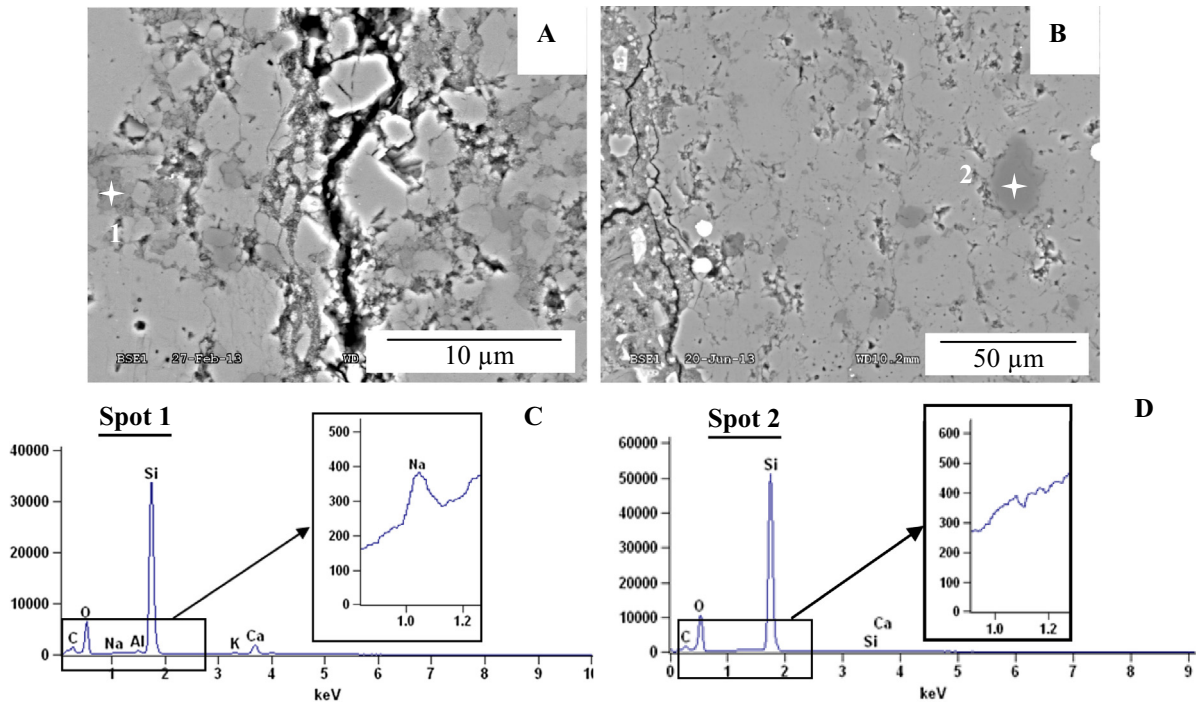 A
1
BSE1 27-Feb-13 WD
10 µm
B
2
BSE1 20-Jun-13 WD10.2mm
50 µm
Spot 1
C
40000
30000
20000
10000
0
C O Na Al Si K Ca
1 2 3 4 5 6 7 8 9 10
keV
500
400
300
200
100
0
Na
1.0 1.2
Spot 2
D
60000
50000
40000
30000
20000
10000
0
C O Si Si Ca
0 1 2 3 4 5 6 7 8 9
keV
600
500
400
300
200
100
0
1.0 1.2